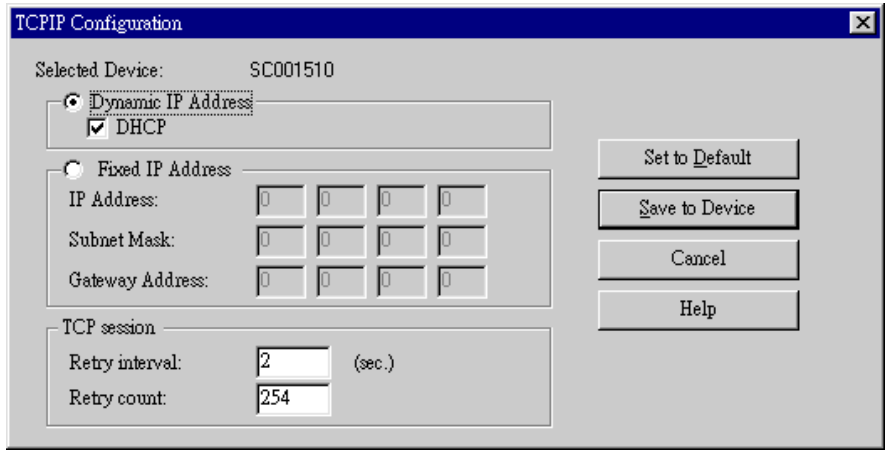 TCPIP Configuration
Selected Device: SC001510
Dynamic IP Address
DHCP
Fixed IP Address
IP Address: 0 0 0 0
Subnet Mask: 0 0 0 0
Gateway Address: 0 0 0 0
TCP session
Retry interval: 2 (sec.)
Retry count: 254
Set to Default
Save to Device
Cancel
Help